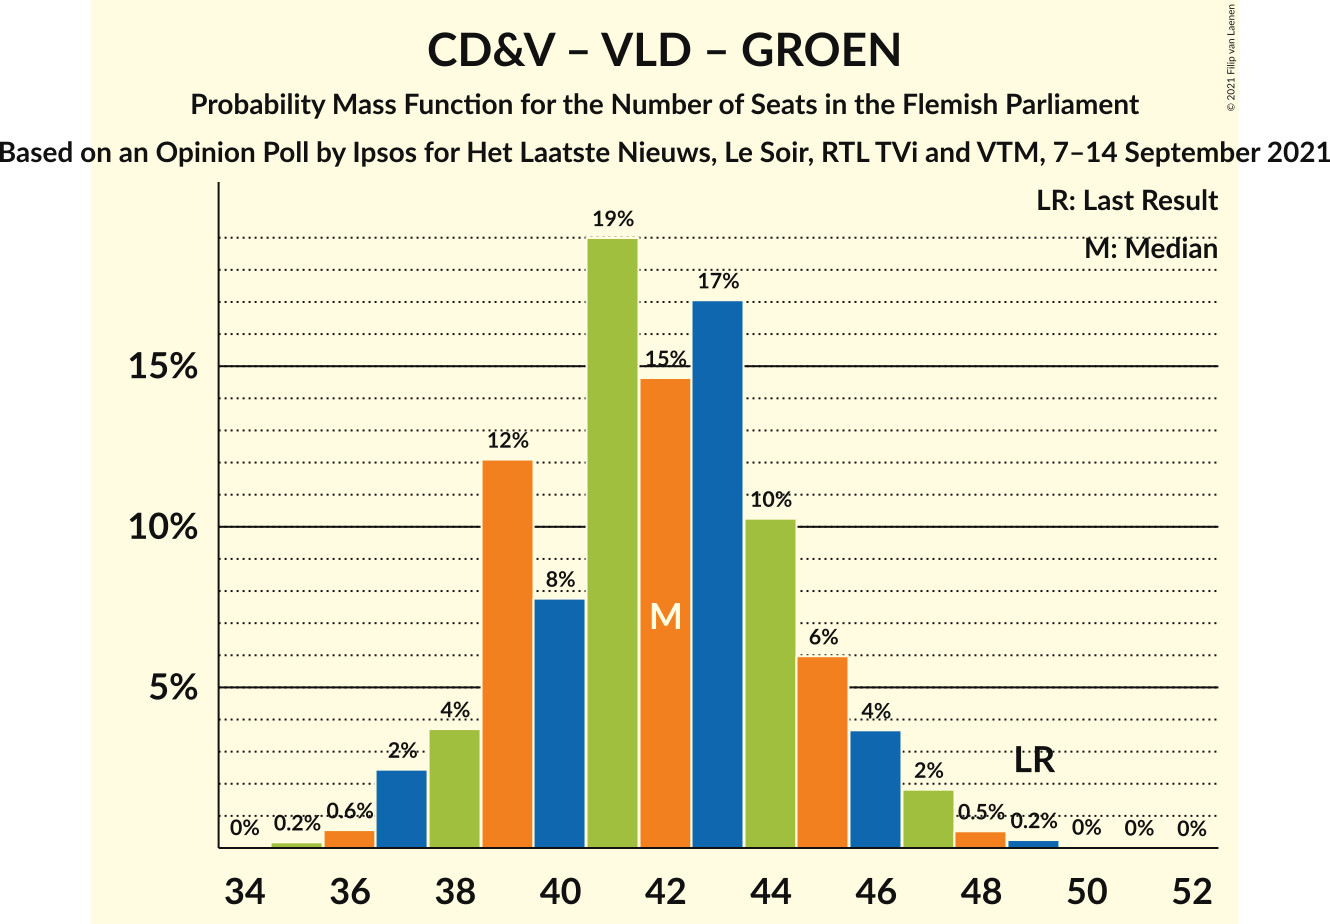 CD&V – VLD – GROEN
Probability Mass Function for the Number of Seats in the Flemish Parliament
Based on an Opinion Poll by Ipsos for Het Laatste Nieuws, Le Soir, RTL TVi and VTM, 7–14 September 2021
© 2021 Filip van Laenen
LR: Last Result
M: Median
15%
10%
5%
0%
0.2%
0.6%
2%
4%
12%
8%
19%
15%
17%
10%
6%
4%
2%
0.5%
0.2%
0%
0%
0%
M
LR
34 36 38 40 42 44 46 48 50 52